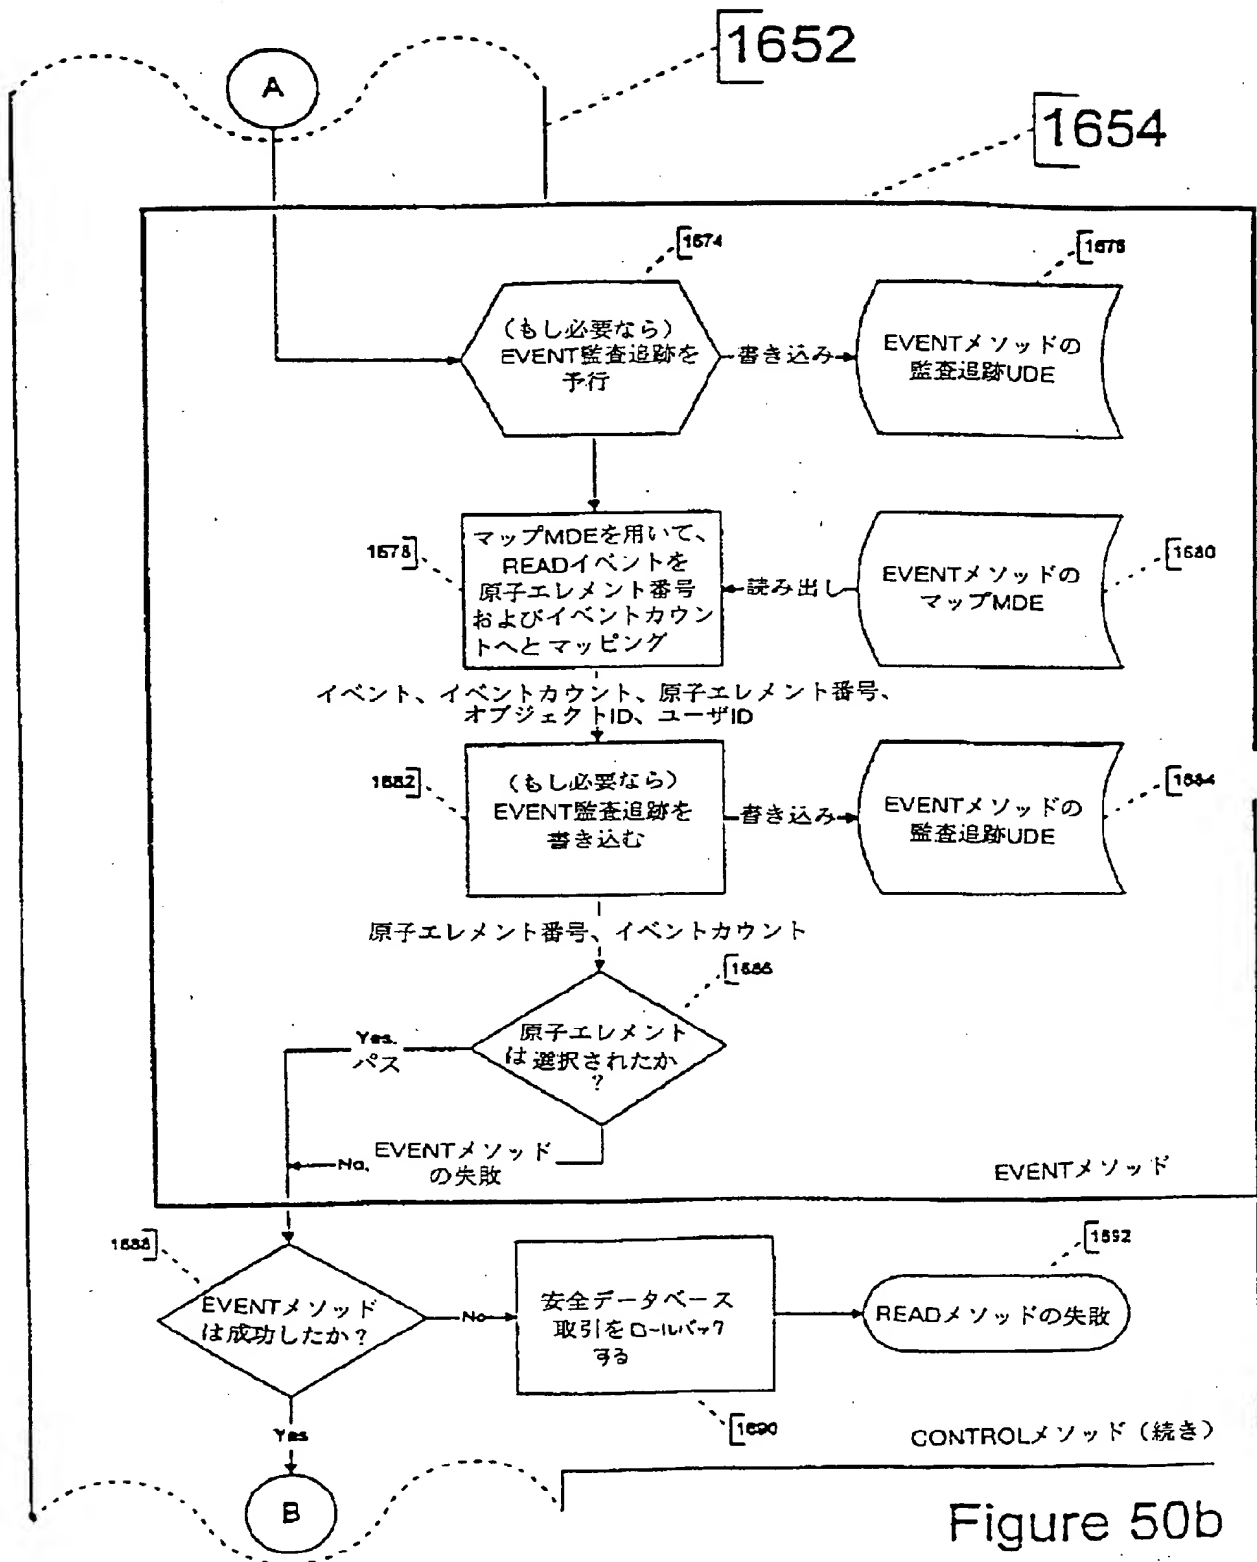 A
1652
1654
1674
1676
(もし必要なら)
EVENT監査追跡を
予行
書き込み
EVENTメソッドの
監査追跡UDE
1678
マップMDEを用いて、
READイベントを
原子エレメント番号
およびイベントカウン
トへとマッピング
読み出し
EVENTメソッドの
マップMDE
1680
イベント、イベントカウント、原子エレメント番号、
オブジェクトID、ユーザID
1682
(もし必要なら)
EVENT監査追跡を
書き込む
書き込み
EVENTメソッドの
監査追跡UDE
1684
原子エレメント番号、イベントカウント
1686
原子エレメント
は選択されたか
?
Yes.
パス
No.
EVENTメソッド
の失敗
EVENTメソッド
1688
EVENTメソッド
は成功したか?
No
安全データベース
取引をロールバック
する
1690
READメソッドの失敗
1692
Yes
CONTROLメソッド(続き)
B
Figure 50b